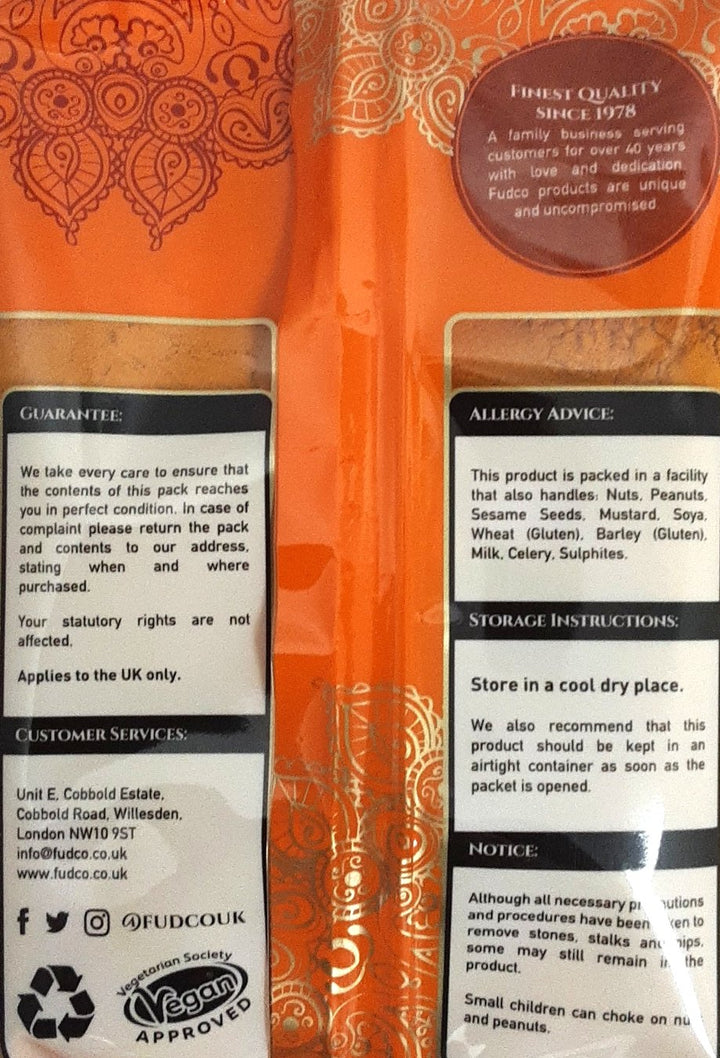 FINEST QUALITY
SINCE 1978
A family business serving
customers for over 40 years
with love and dedication.
Fudco products are unique
and uncompromised.
GUARANTEE:
We take every care to ensure that
the contents of this pack reaches
you in perfect condition. In case of
complaint please return the pack
and contents to our address,
stating when and where
purchased.
Your statutory rights are not
affected.
Applies to the UK only.
CUSTOMER SERVICES:
Unit E, Cobbold Estate,
Cobbold Road, Willesden,
London NW10 9ST
info@fudco.co.uk
www.fudco.co.uk
@FUDCOUK
Vegetarian Society
Vegan
APPROVED
ALLERGY ADVICE:
This product is packed in a facility
that also handles: Nuts, Peanuts,
Sesame Seeds, Mustard, Soya,
Wheat (Gluten), Barley (Gluten),
Milk, Celery, Sulphites.
STORAGE INSTRUCTIONS:
Store in a cool dry place.
We also recommend that this
product should be kept in an
airtight container as soon as the
packet is opened.
NOTICE:
Although all necessary
and procedures have been to
remove stones, stalks and
some may still remain in the
product.
Small children can choke on
and peanuts.